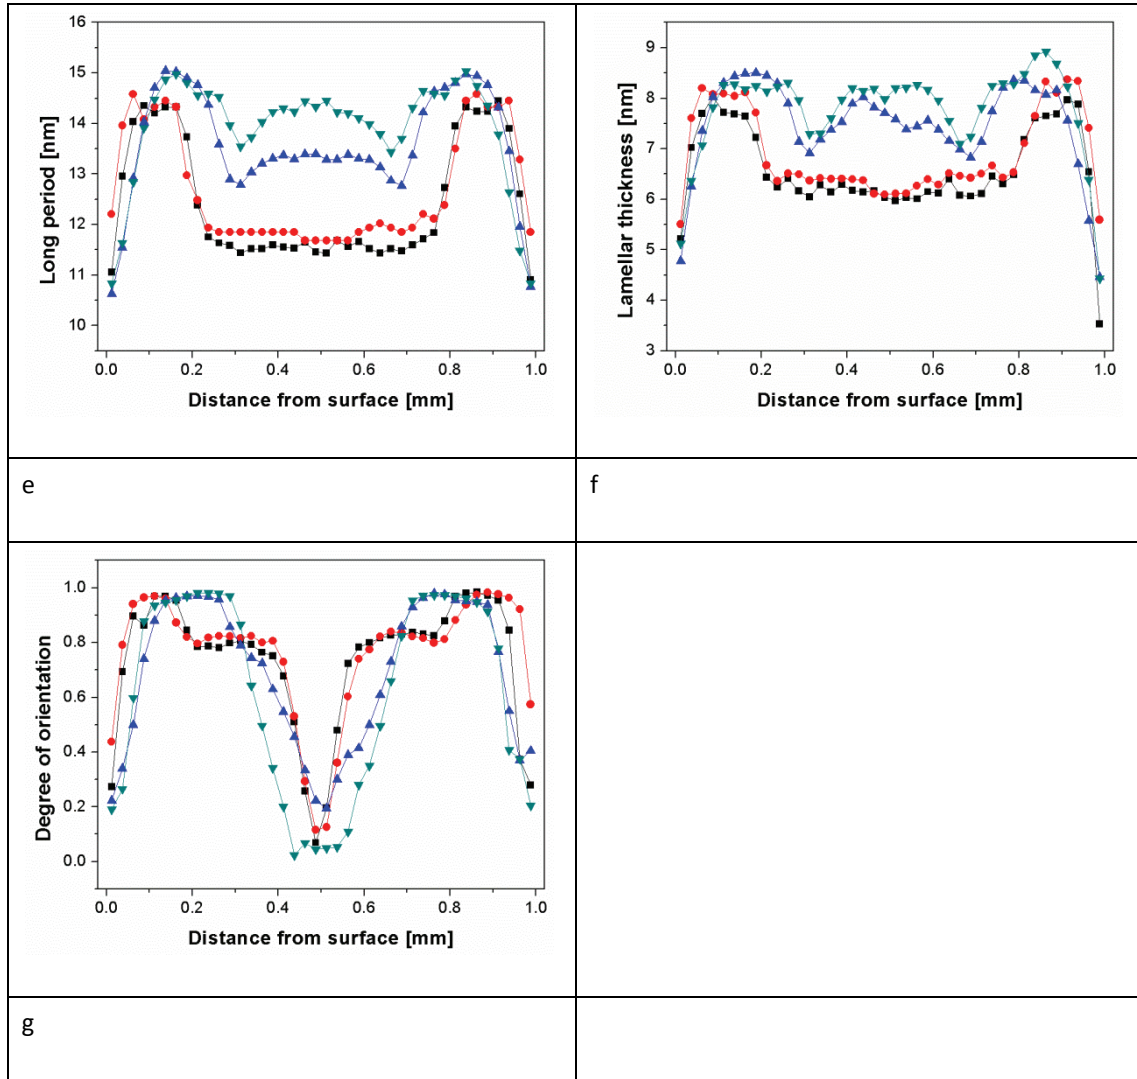 16
15
14
13
12
11
10
Long period [nm]
0.0 0.2 0.4 0.6 0.8 1.0
Distance from surface [mm]
9
8
7
6
5
4
3
Lamellar thickness [nm]
0.0 0.2 0.4 0.6 0.8 1.0
Distance from surface [mm]
e
f
1.0
0.8
0.6
0.4
0.2
0.0
Degree of orientation
0.0 0.2 0.4 0.6 0.8 1.0
Distance from surface [mm]
g